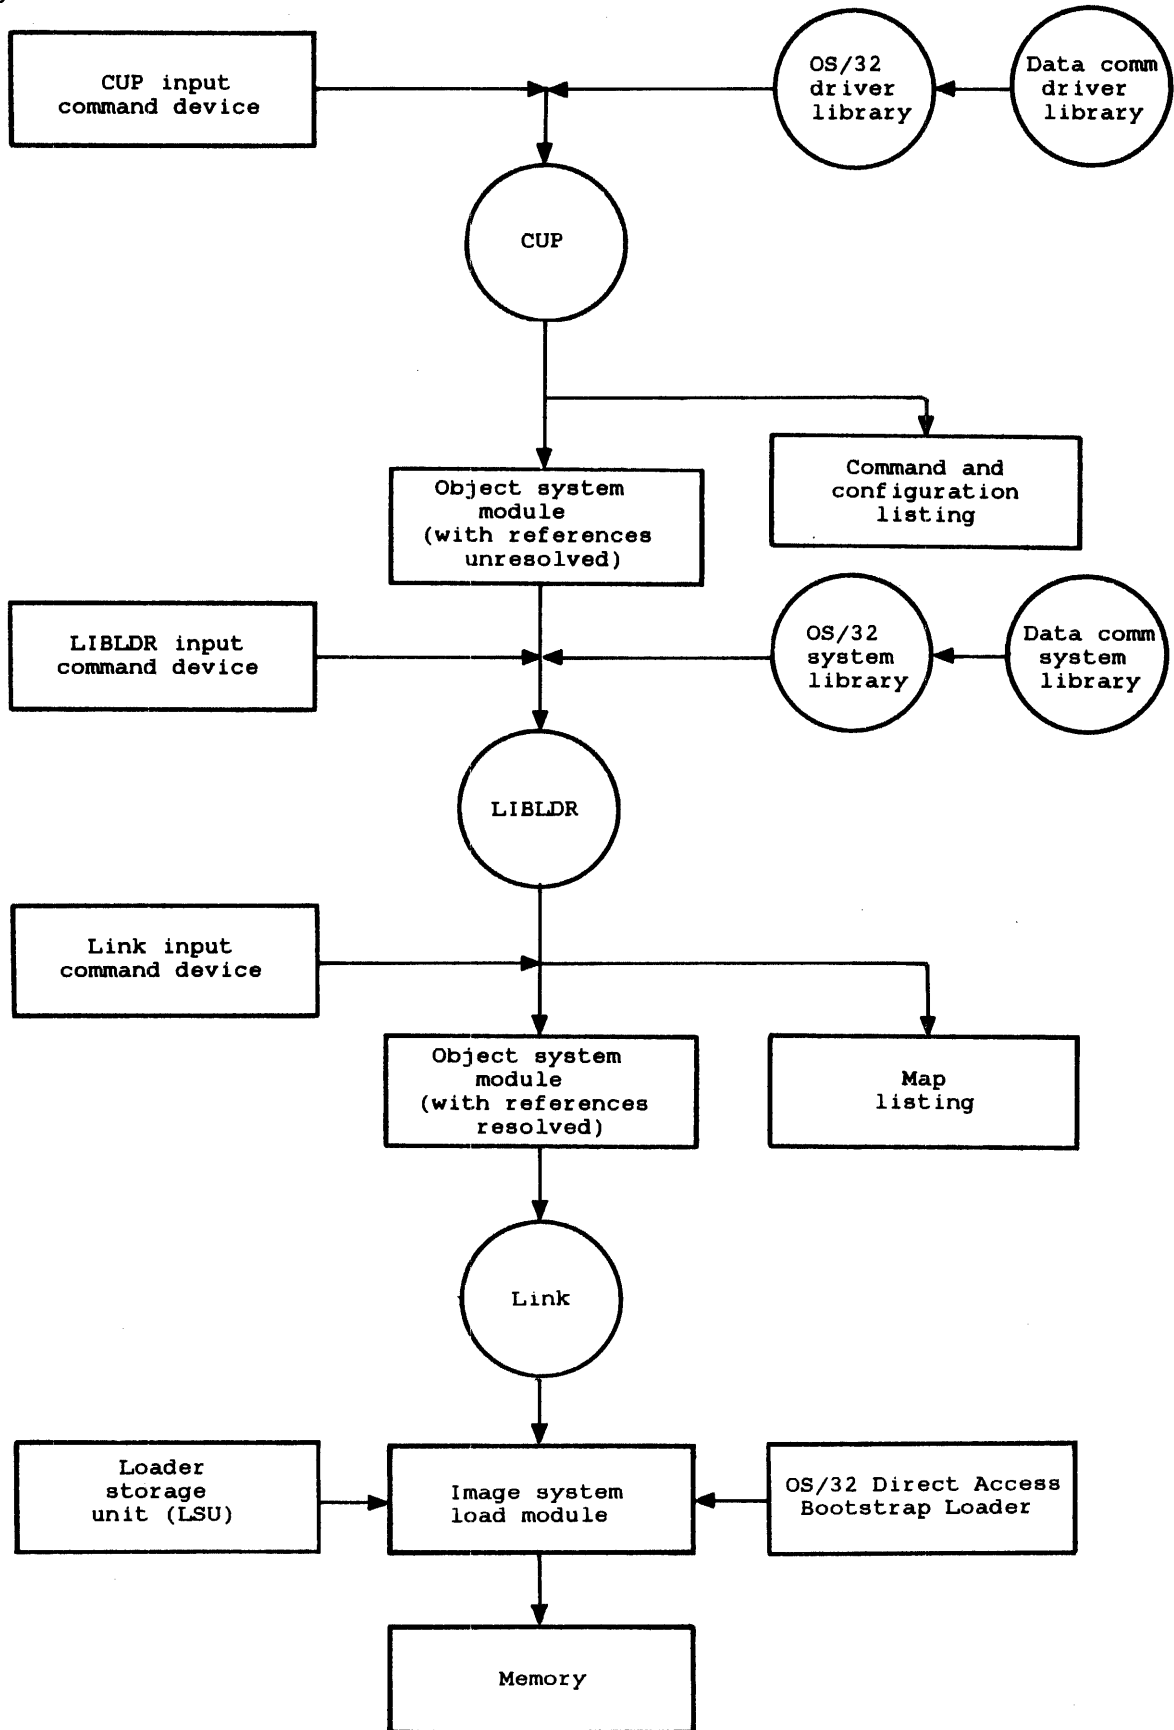 CUP input
command device
OS/32
driver
library
Data comm
driver
library
CUP
Object system
module
(with references
unresolved)
Command and
configuration
listing
LIBLDR input
command device
OS/32
system
library
Data comm
system
library
LIBLDR
Link input
command device
Object system
module
(with references
resolved)
Map
listing
Link
Loader
storage
unit (LSU)
Image system
load module
OS/32 Direct Access
Bootstrap Loader
Memory